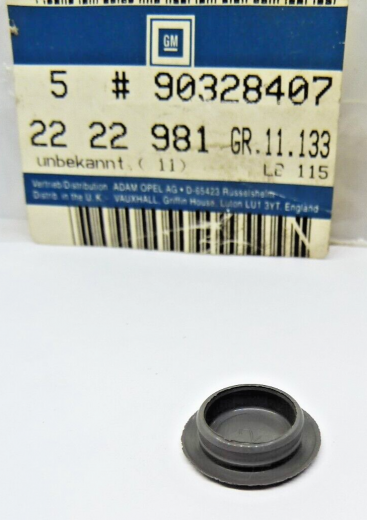 GM
5 # 90328407
22 22 981 GR.11.133
unbekannt ( 11) LB 115
Vertrieb/Distribution ADAM OPEL AG • D-65423 Rüsselsheim
Distrib. in the U.K. VAUXHALL, Griffin House, Luton LU1 3YT England